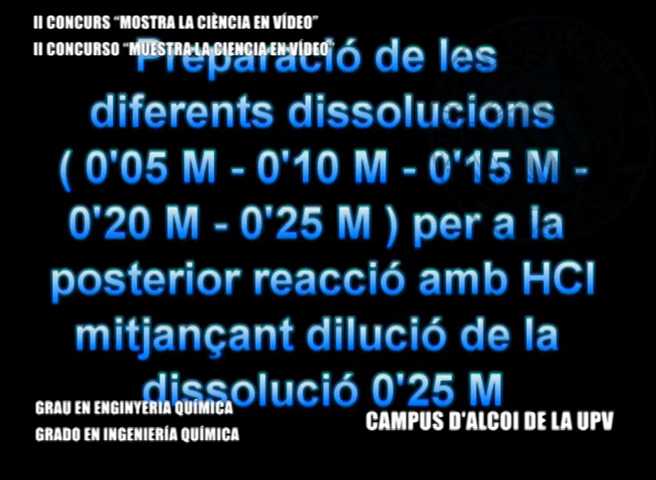 II CONCURS “MOSTRA LA CIÈNCIA EN VÍDEO”
II CONCURSO “MUESTRA LA CIENCIA EN VÍDEO”
Preparació de les
diferents dissolucions
( 0'05 M - 0'10 M - 0'15 M -
0'20 M - 0'25 M ) per a la
posterior reacció amb HCl
mitjançant dilució de la
dissolució 0'25 M
GRAU EN ENGINYERIA QUÍMICA
GRADO EN INGENIERÍA QUÍMICA
CAMPUS D'ALCOI DE LA UPV